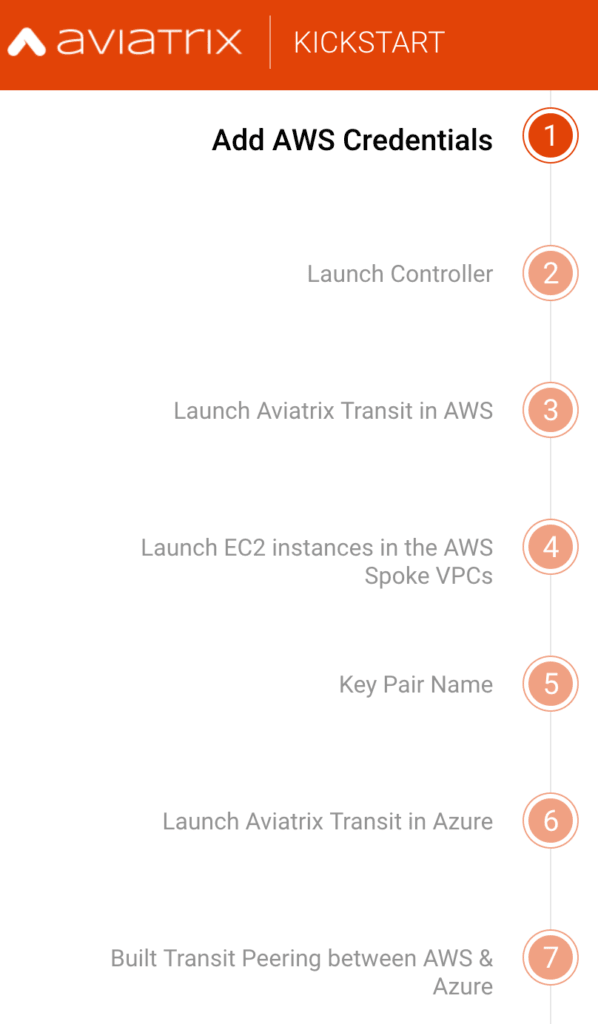 aviatrix KICKSTART
Add AWS Credentials 1
Launch Controller 2
Launch Aviatrix Transit in AWS 3
Launch EC2 instances in the AWS 4
Spoke VPCs
Key Pair Name 5
Launch Aviatrix Transit in Azure 6
Built Transit Peering between AWS & 7
Azure